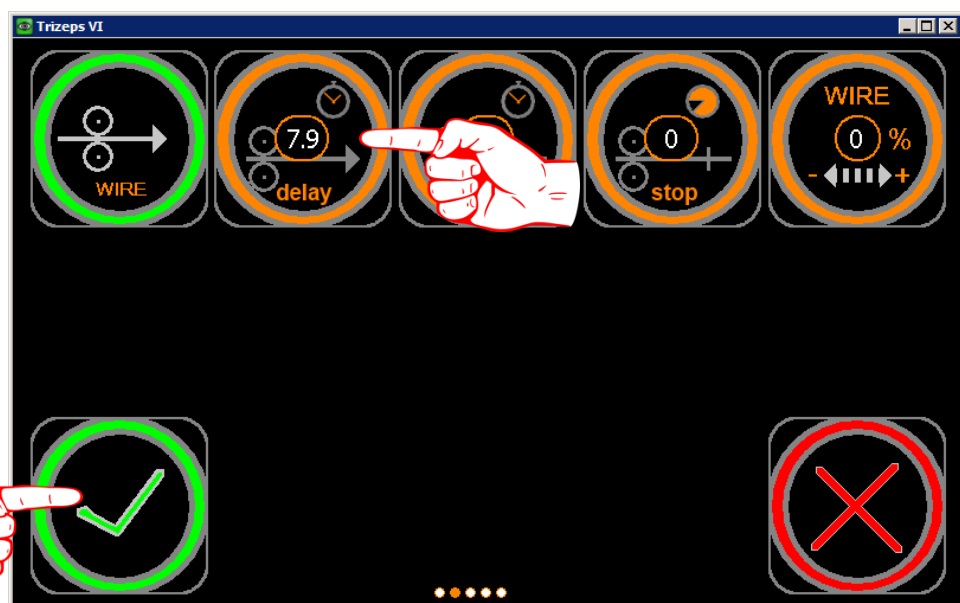 Trizeps VI
WIRE
7.9
delay
0
stop
WIRE
0 %
- +